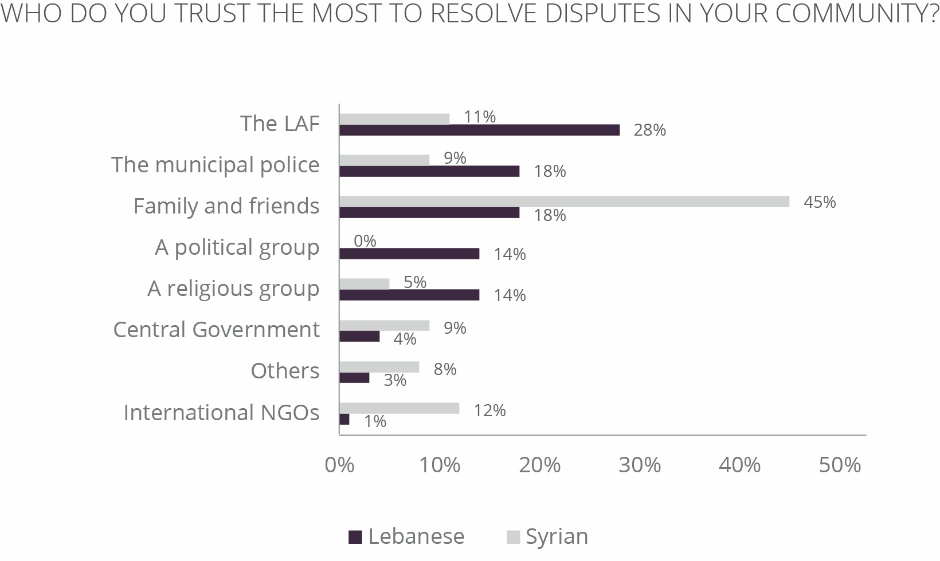 WHO DO YOU TRUST THE MOST TO RESOLVE DISPUTES IN YOUR COMMUNITY?
The LAF 11% 28%
The municipal police 9% 18%
Family and friends 45% 18%
A political group 0% 14%
A religious group 5% 14%
Central Government 9% 4%
Others 8% 3%
International NGOs 12% 1%
0% 10% 20% 30% 40% 50%
Lebanese Syrian